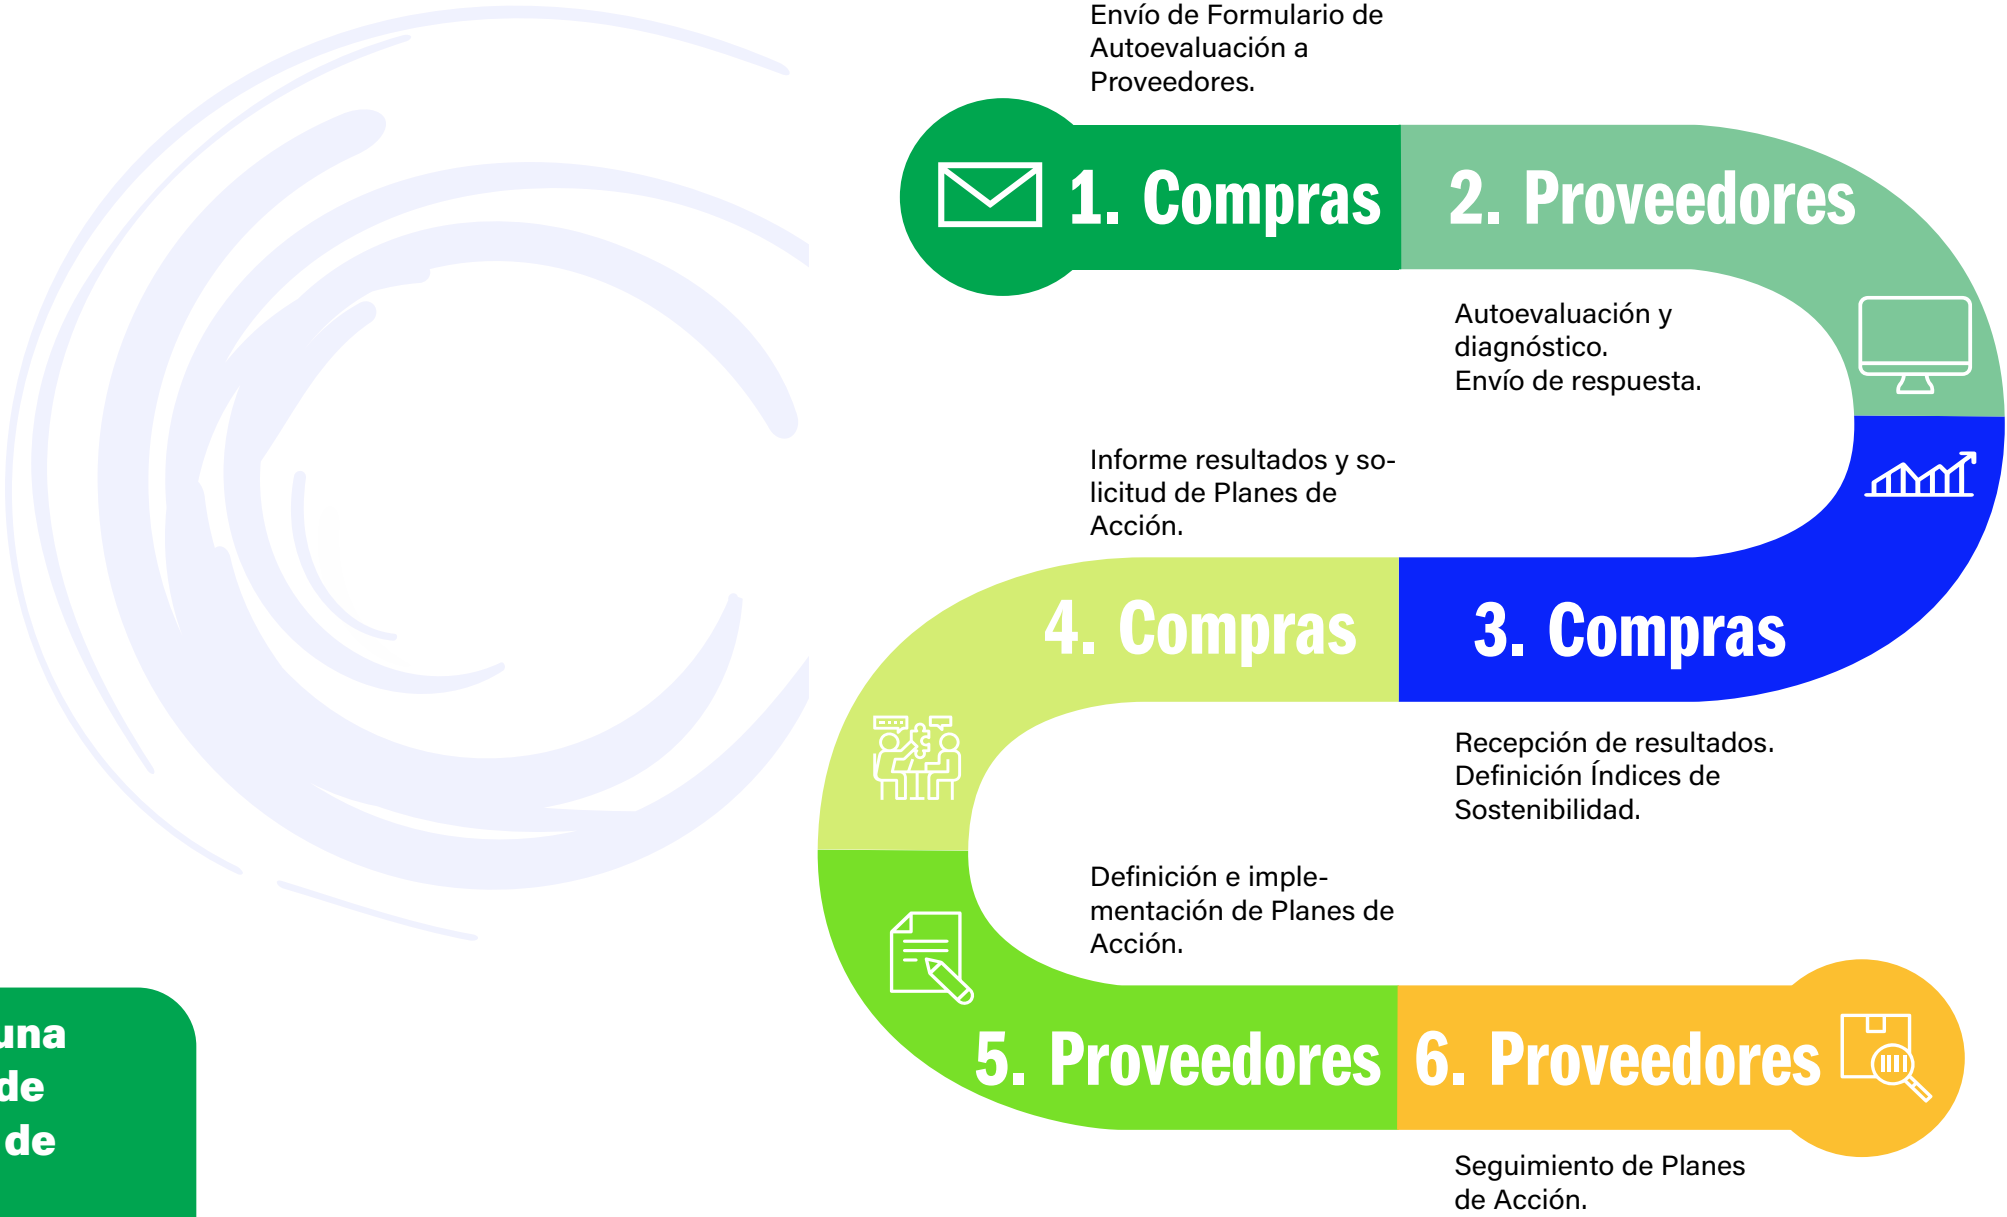 Envío de Formulario de
Autoevaluación a
Proveedores.
1. Compras
2. Proveedores
Autoevaluación y
diagnóstico.
Envío de respuesta.
3. Compras
Recepción de resultados.
Definición Índices de
Sostenibilidad.
Informe resultados y so-
licitud de Planes de
Acción.
4. Compras
Definición e imple-
mentación de Planes de
Acción.
5. Proveedores
6. Proveedores
Seguimiento de Planes
de Acción.
una
de
de